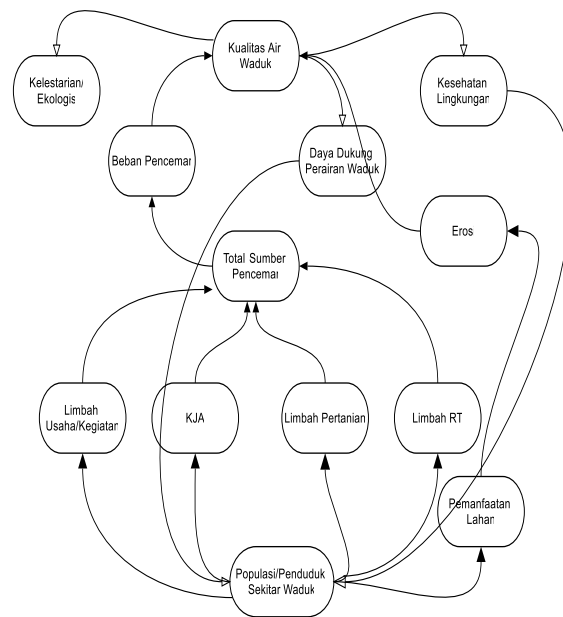 Kualitas Air
Waduk
Kelestarian/
Ekologis
Kesehatan
Lingkungan
Beban Pencemar
Daya Dukung
Perairan Waduk
Eros
Total Sumber
Pencemar
Limbah
Usaha/Kegiatan
KJA
Limbah Pertanian
Limbah RT
Pemanfaatan
Lahan
Populasi/Penduduk
Sekitar Waduk